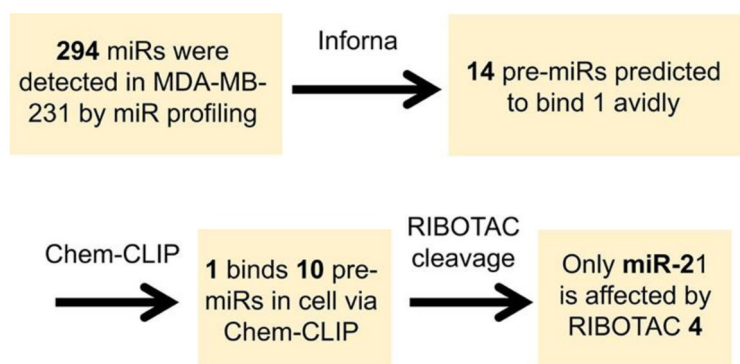 294 miRs were
detected in MDA-MB-
231 by miR profiling
Inforna
14 pre-miRs predicted
to bind 1 avidly
Chem-CLIP
1 binds 10 pre-
miRs in cell via
Chem-CLIP
RIBOTAC
cleavage
Only miR-21
is affected by
RIBOTAC 4